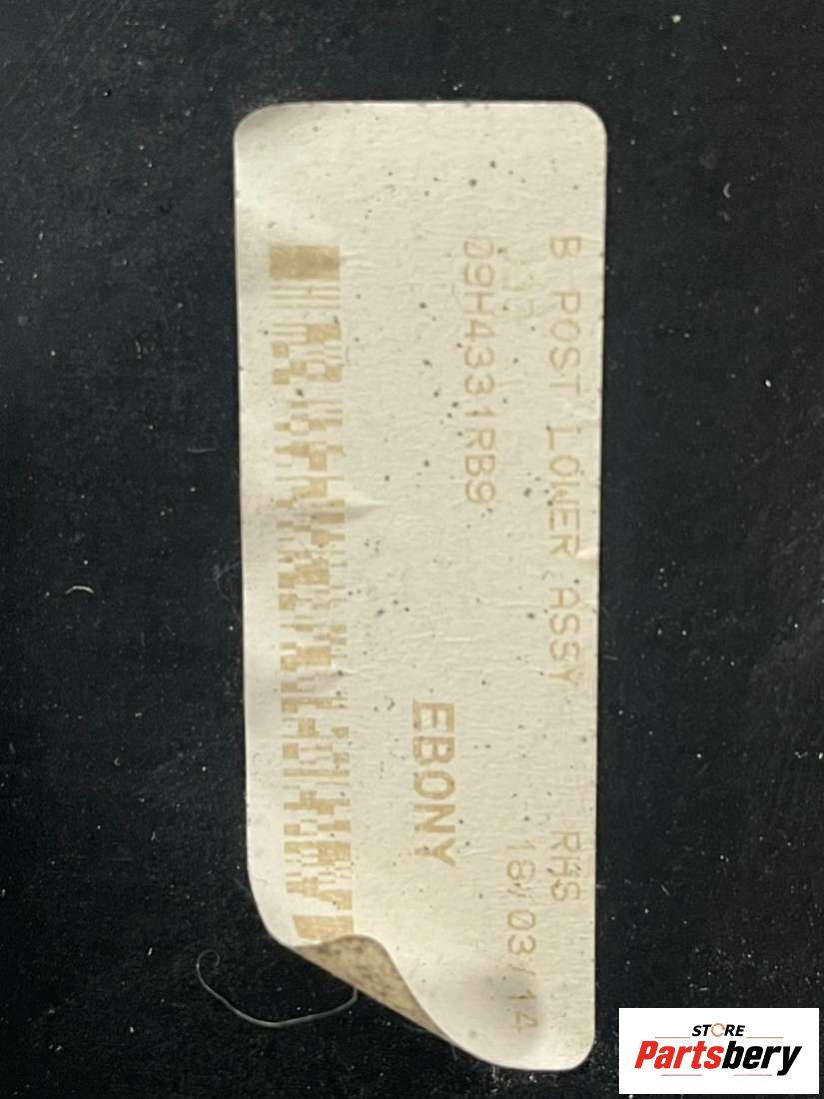 B POST LOWER ASSY RHS
18/03/14
09H4331RB9
EBONY
STORE
Partsbery